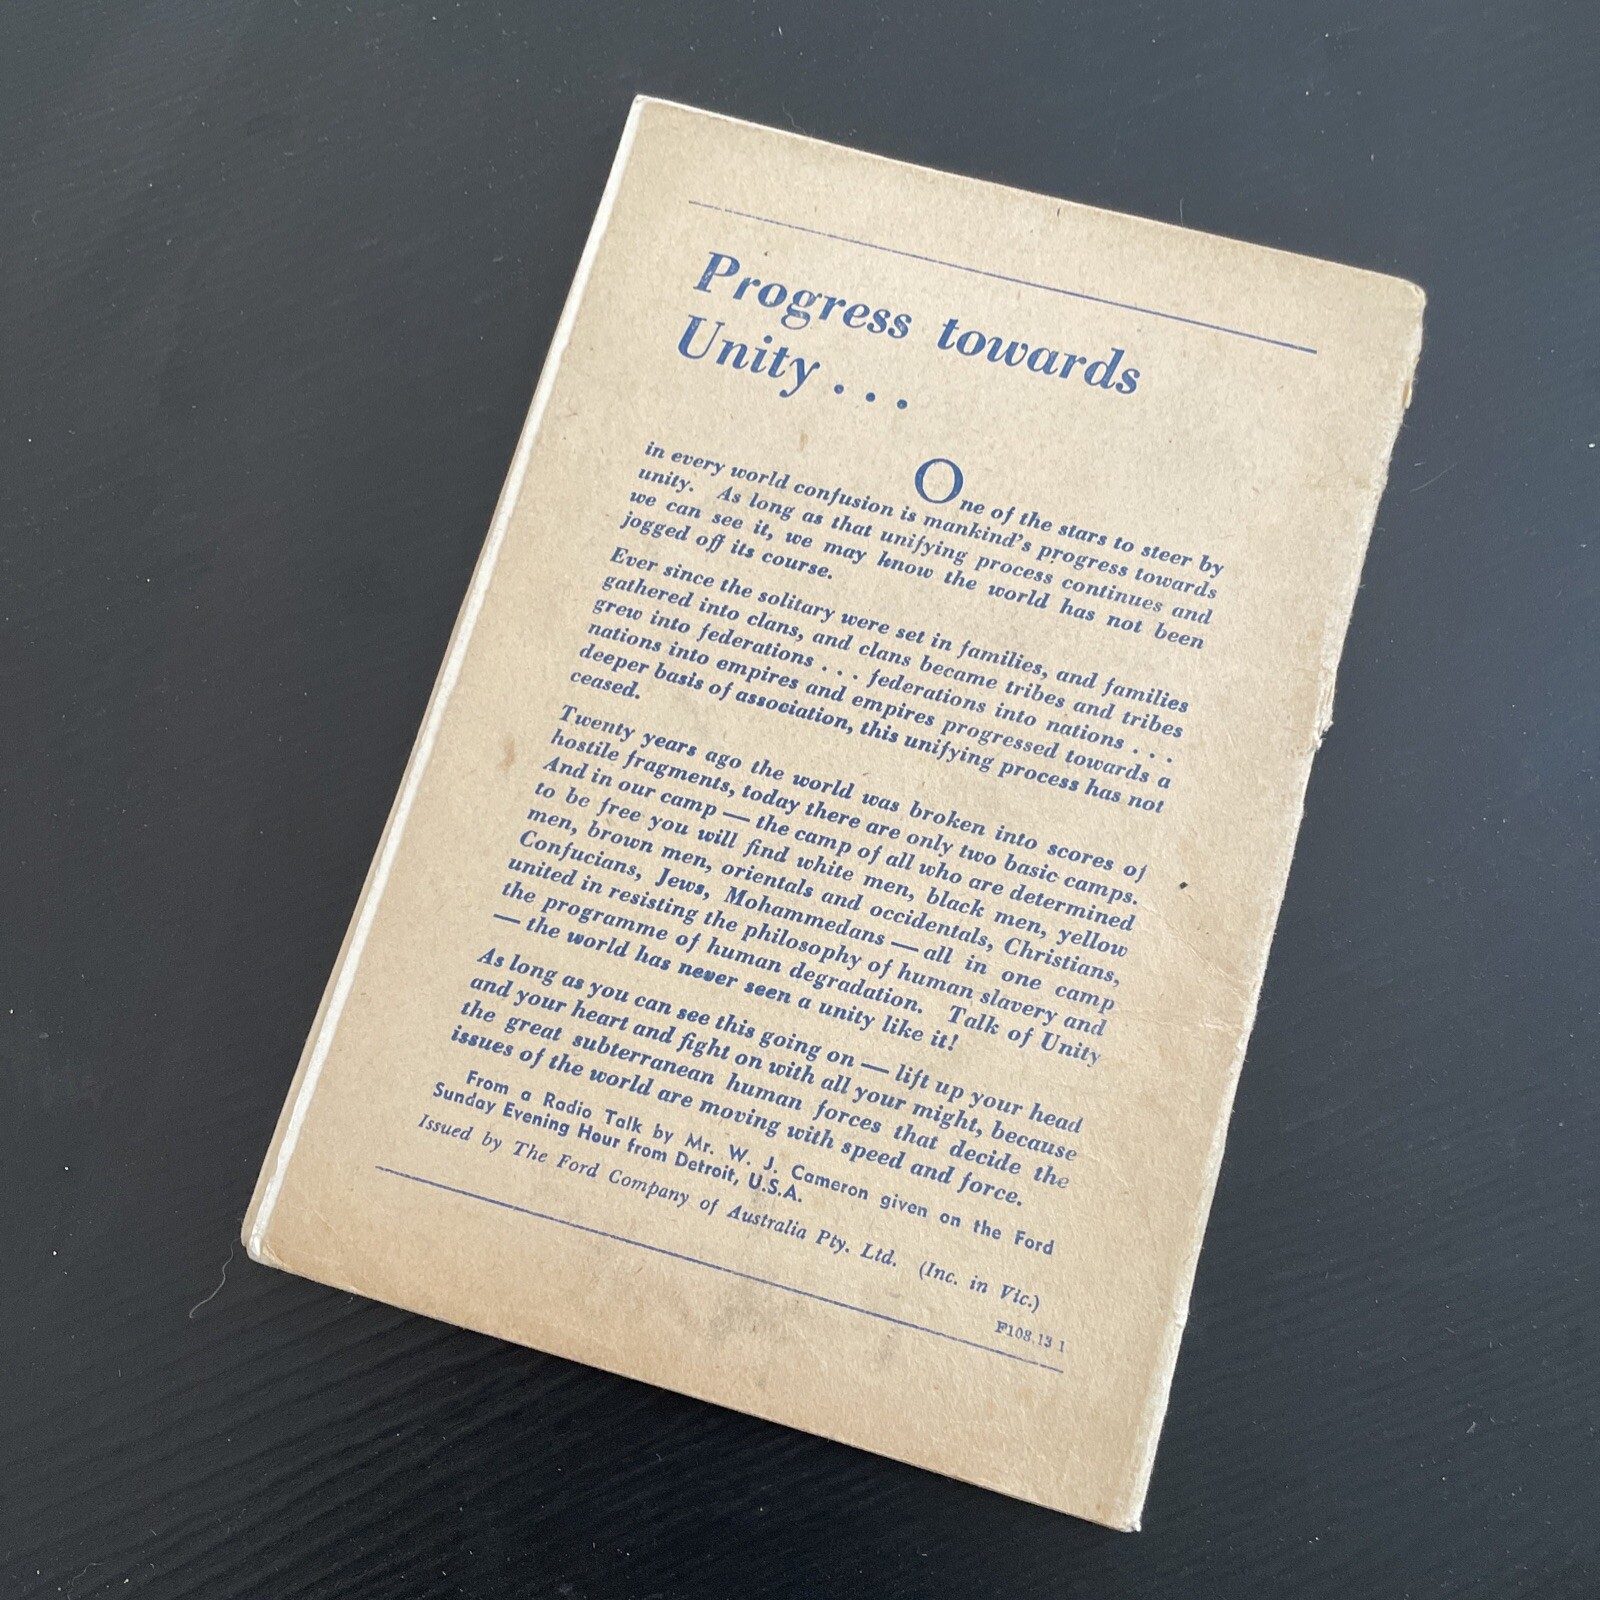 Progress towards
Unity . . .
One of the stars to steer by
in every world confusion is mankind's progress towards
unity. As long as that unifying process continues and
we can see it, we may know the world has not been
jogged off its course.
Ever since the solitary were set in families, and families
gathered into clans, and clans became tribes and tribes
grew into federations . . . federations into nations . . .
nations into empires and empires progressed towards a
deeper basis of association, this unifying process has not
ceased.
Twenty years ago the world was broken into scores of
hostile fragments, today there are only two basic camps.
And in our camp — the camp of all who are determined
to be free you will find white men, black men, yellow
men, brown men, orientals and occidentals, Christians,
Confucians, Jews, Mohammedans — all in one camp
united in resisting the philosophy of human slavery and
the programme of human degradation. Talk of Unity
— the world has never seen a unity like it!
As long as you can see this going on — lift up your head
and your heart and fight on with all your might, because
the great subterranean human forces that decide the
issues of the world are moving with speed and force.
From a Radio Talk by Mr. W. J. Cameron given on the Ford
Sunday Evening Hour from Detroit, U.S.A.
Issued by The Ford Company of Australia Pty. Ltd. (Inc. in Vic.)
F108.13 1